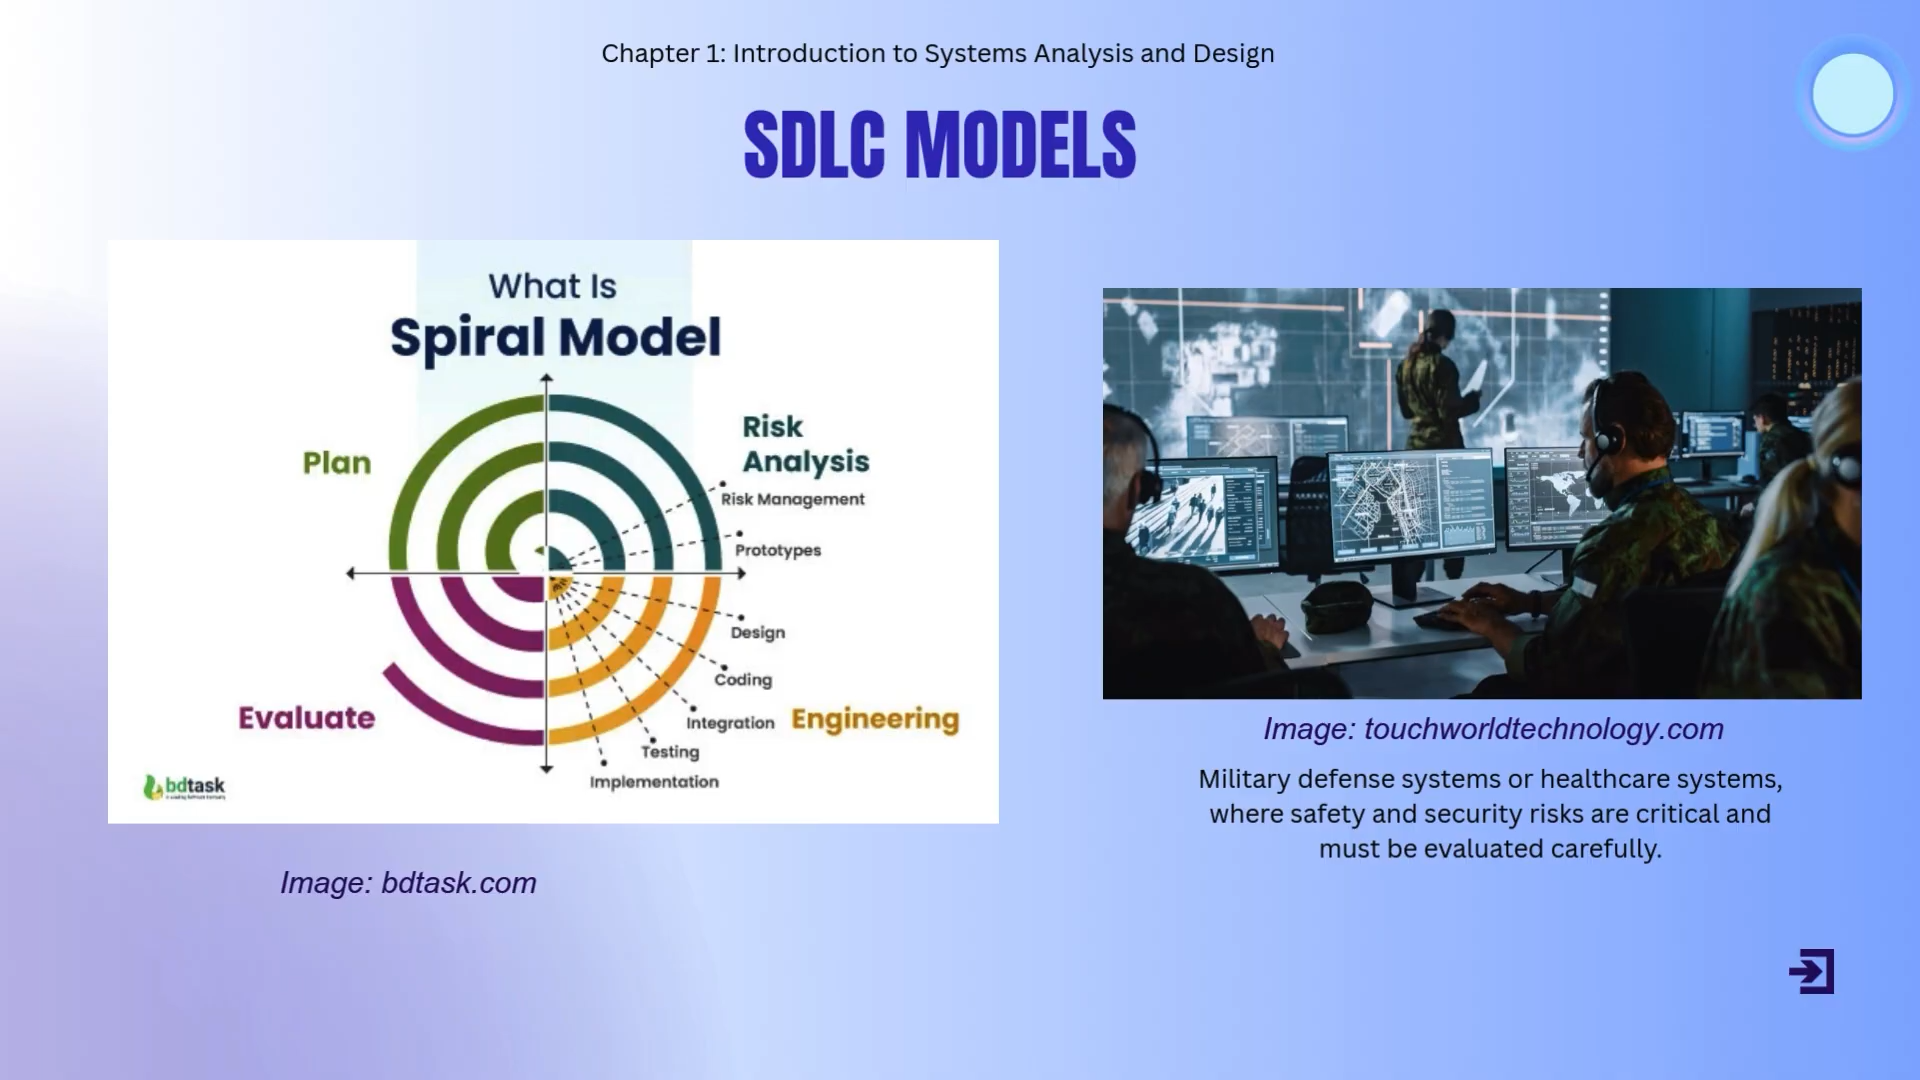 Chapter 1: Introduction to Systems Analysis and Design
SDLC MODELS
What Is
Spiral Model
Plan
Risk
Analysis
Risk Management
Prototypes
Design
Coding
Integration
Engineering
Testing
Implementation
Evaluate
bdtask
Image: bdtask.com
Image: touchworldtechnology.com
Military defense systems or healthcare systems,
where safety and security risks are critical and
must be evaluated carefully.